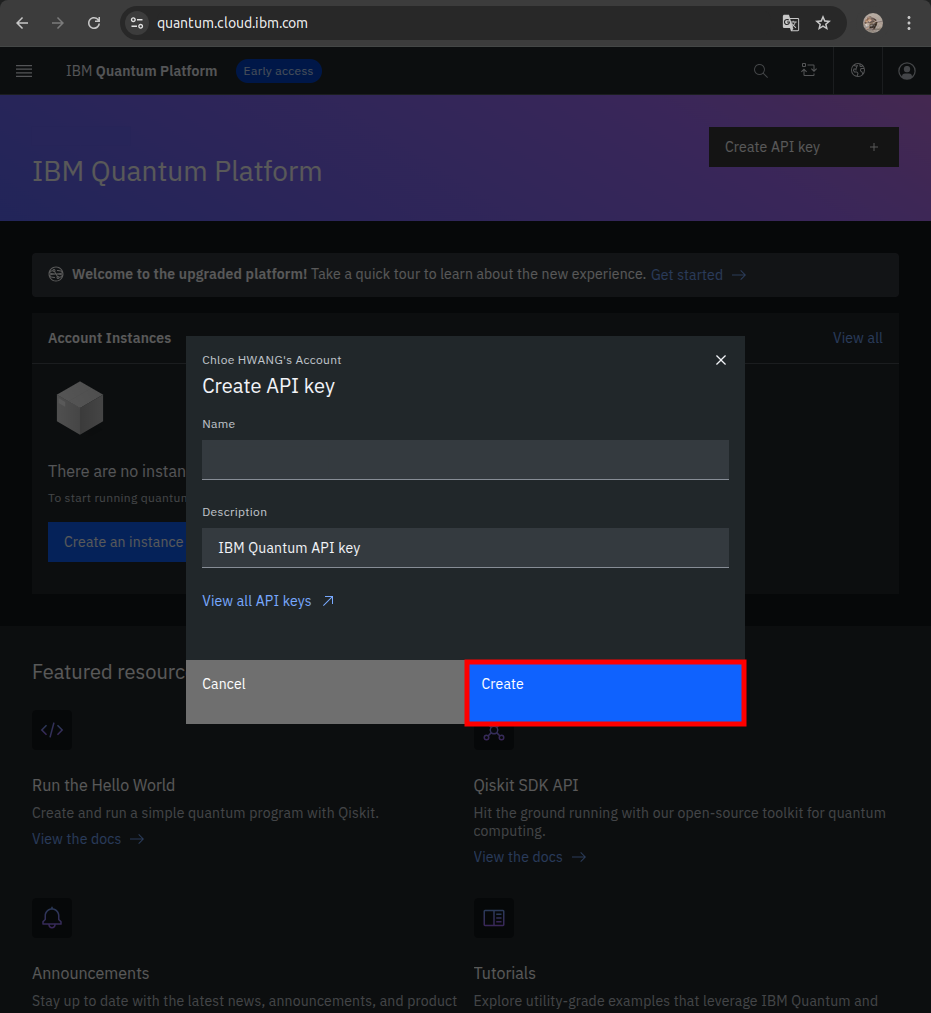 quantum.cloud.ibm.com
IBM Quantum Platform
Early access
Create API key +
IBM Quantum Platform
Welcome to the upgraded platform! Take a quick tour to learn about the new experience. Get started →
Account Instances
View all
Chloe HWANG's Account
Create API key
Name
There are no instan
To start running quantum
Description
Create an instance
IBM Quantum API key
View all API keys
Featured resourc
Cancel
Create
Run the Hello World
Create and run a simple quantum program with Qiskit.
View the docs →
Qiskit SDK API
Hit the ground running with our open-source toolkit for quantum
computing.
View the docs →
Announcements
Stay up to date with the latest news, announcements, and product
Tutorials
Explore utility-grade examples that leverage IBM Quantum and